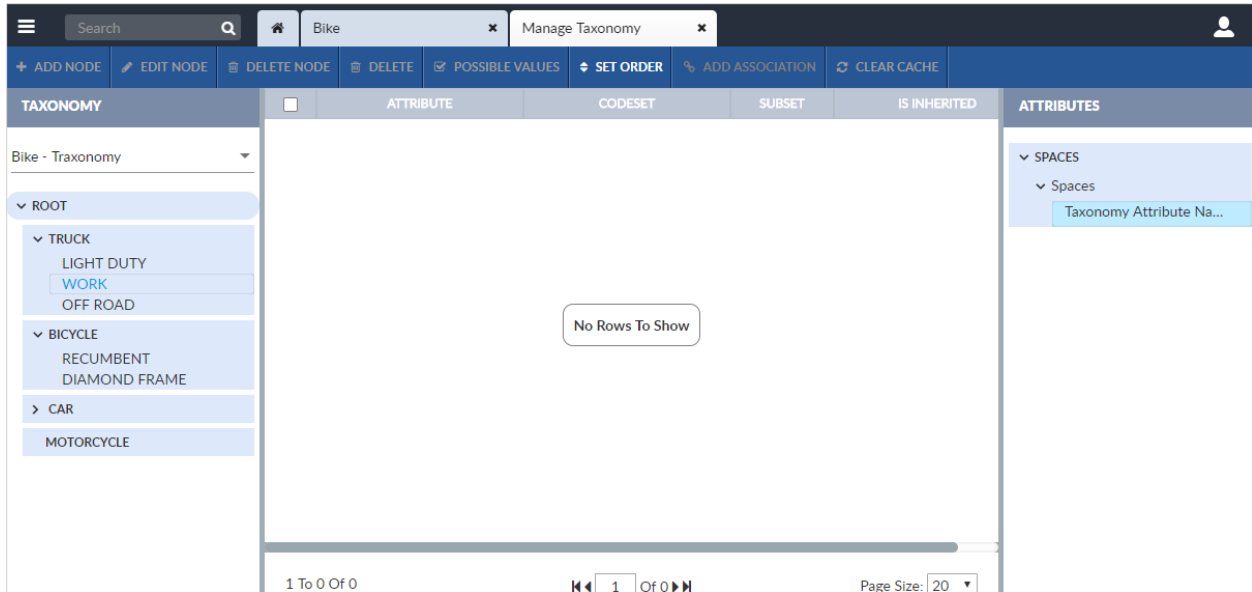 Search
Bike
Manage Taxonomy
ADD NODE EDIT NODE DELETE NODE DELETE POSSIBLE VALUES SET ORDER ADD ASSOCIATION CLEAR CACHE
TAXONOMY
Bike - Traxonomy
ROOT
TRUCK
LIGHT DUTY
WORK
OFF ROAD
BICYCLE
RECUMBENT
DIAMOND FRAME
CAR
MOTORCYCLE
ATTRIBUTE CODESET SUBSET IS INHERITED
No Rows To Show
1 To 0 Of 0
1 Of 0
Page Size: 20
ATTRIBUTES
SPACES
Spaces
Taxonomy Attribute Na...